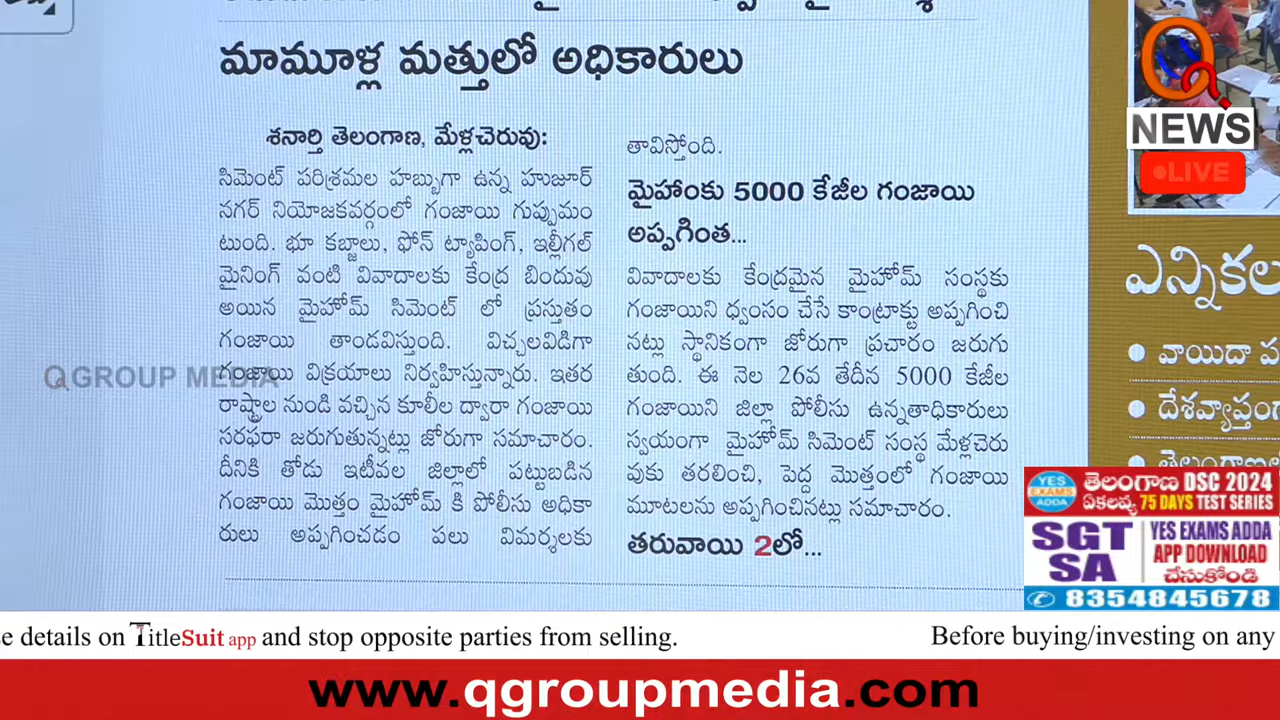 మామూళ్ల మత్తులో అధికారులు
శనార్తి తెలంగాణ, మేళ్లచెరువు:
సిమెంట్ పరిశ్రమల హబ్బుగా ఉన్న హుజూర్
నగర్ నియోజకవర్గంలో గంజాయి గుప్పుమం
టుంది. భూ కబ్జాలు, ఫోన్ ట్యాపింగ్, ఇల్లీగల్
మైనింగ్ వంటి వివాదాలకు కేంద్ర బిందువు
అయిన మైహోమ్ సిమెంట్ లో ప్రస్తుతం
గంజాయి తాండవిస్తుంది. విచ్చలవిడిగా
గంజాయి విక్రయాలు నిర్వహిస్తున్నారు. ఇతర
రాష్ట్రాల నుండి వచ్చిన కూలీల ద్వారా గంజాయి
సరఫరా జరుగుతున్నట్లు జోరుగా సమాచారం.
దీనికి తోడు ఇటీవల జిల్లాలో పట్టుబడిన
గంజాయి మొత్తం మైహోమ్ కి పోలీసు అధికా
రులు అప్పగించడం పలు విమర్శలకు
తావిస్తోంది.
మైహాంకు 5000 కేజీల గంజాయి
అప్పగింత...
వివాదాలకు కేంద్రమైన మైహోమ్ సంస్థకు
గంజాయిని ధ్వంసం చేసే కాంట్రాక్టు అప్పగించి
నట్లు స్థానికంగా జోరుగా ప్రచారం జరుగు
తుంది. ఈ నెల 26వ తేదీన 5000 కేజీల
గంజాయిని జిల్లా పోలీసు ఉన్నతాధికారులు
స్వయంగా మైహోమ్ సిమెంట్ సంస్థ మేళ్లచెరు
వుకు తరలించి, పెద్ద మొత్తంలో గంజాయి
మూటలను అప్పగించినట్లు సమాచారం.
తరువాయి 2లో...
QGROUP MEDIA
Q
NEWS
LIVE
ఎన్నికల
• వాయిదా ప
• దేశవ్యాప్తంగ
YES EXAMS ADDA
తెలంగాణ DSC 2024
ఏకలవ్య 75 DAYS TEST SERIES
SGT
SA
YES EXAMS ADDA
APP DOWNLOAD
చేసుకోండి
8354845678
details on TitleSuit app and stop opposite parties from selling.
Before buying/investing on any
www.qgroupmedia.com